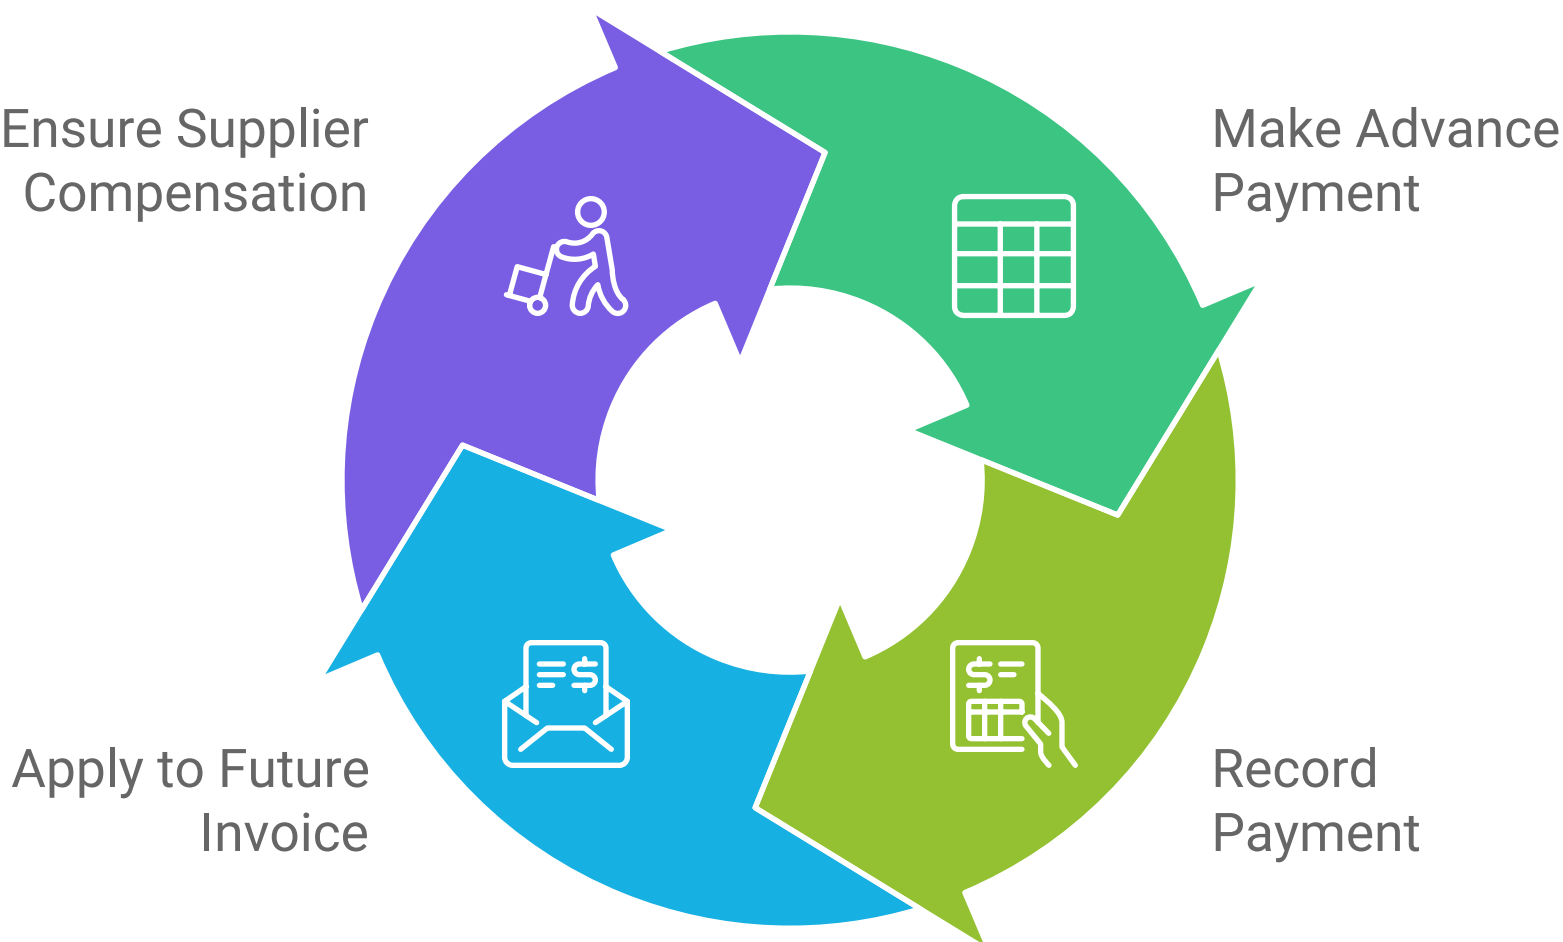 Ensure Supplier
Compensation
Make Advance
Payment
Apply to Future
Invoice
Record
Payment